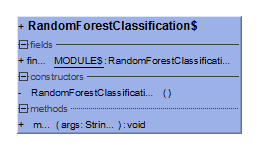 + RandomForestClassification$
fields
+ fin... MODULE$ : RandomForestClassificati...
constructors
- RandomForestClassificati... ( )
methods
+ m... ( args: Strin... ) : void